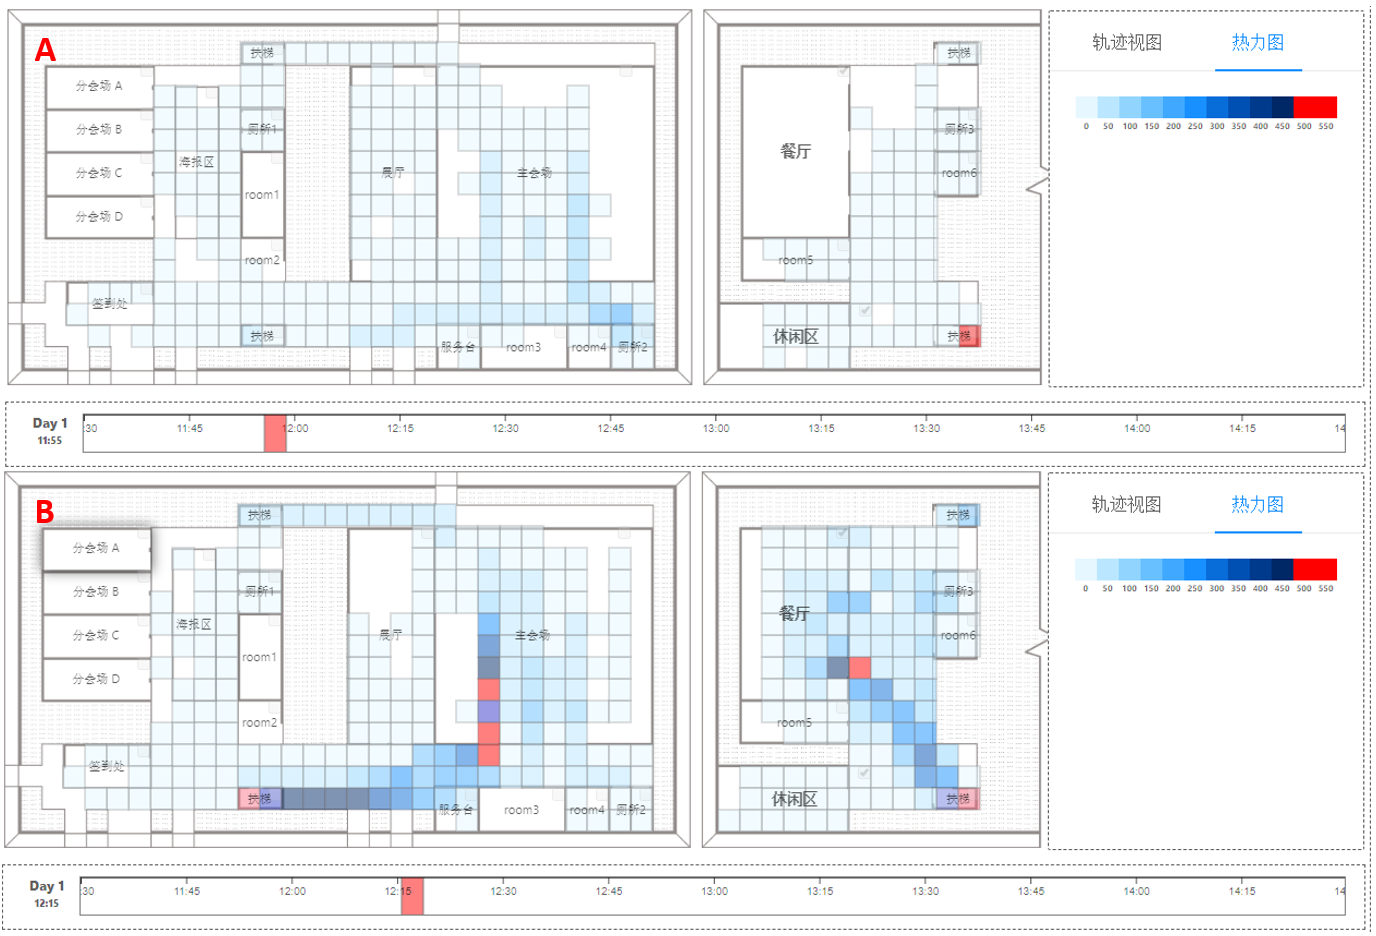 A
扶梯
扶梯
轨迹视图 热力图
分会场 A
0 50 100 150 200 250 300 350 400 450 500 550
分会场 B
厕所1
厕所3
餐厅
海报区
展厅
主会场
分会场 C
room6
room1
分会场 D
room2
room5
签到处
扶梯
休闲区
扶梯
服务台
room3
room4
厕所2
Day 1
11:55
:30 11:45 12:00 12:15 12:30 12:45 13:00 13:15 13:30 13:45 14:00 14:15 14
B
扶梯
扶梯
轨迹视图 热力图
分会场 A
0 50 100 150 200 250 300 350 400 450 500 550
分会场 B
厕所1
厕所3
餐厅
海报区
展厅
主会场
分会场 C
room6
room1
分会场 D
room2
room5
签到处
扶梯
休闲区
扶梯
服务台
room3
room4
厕所2
Day 1
12:15
:30 11:45 12:00 12:15 12:30 12:45 13:00 13:15 13:30 13:45 14:00 14:15 14